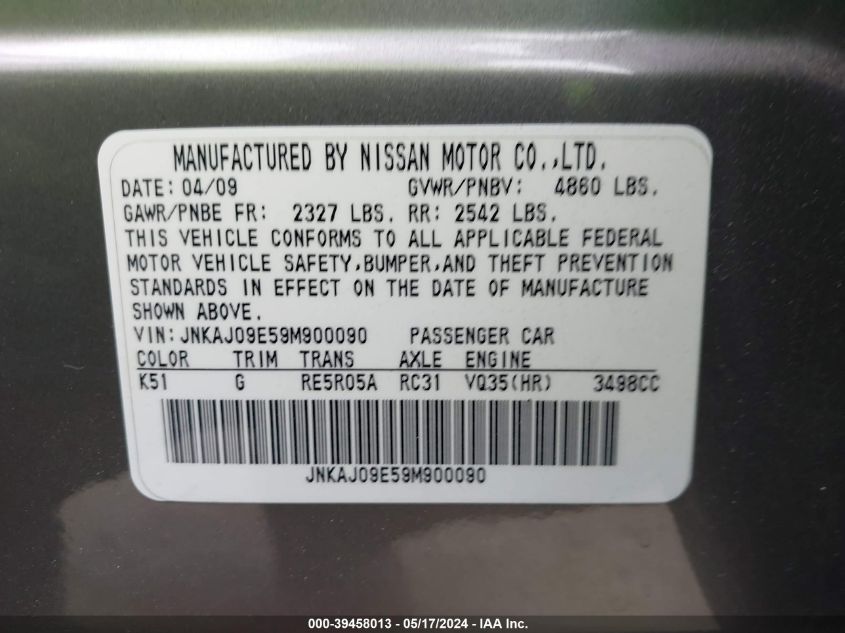 MANUFACTURED BY NISSAN MOTOR CO.,LTD.
DATE: 04/09 GVWR/PNBV: 4860 LBS.
GAWR/PNBE FR: 2327 LBS. RR: 2542 LBS.
THIS VEHICLE CONFORMS TO ALL APPLICABLE FEDERAL
MOTOR VEHICLE SAFETY,BUMPER,AND THEFT PREVENTION
STANDARDS IN EFFECT ON THE DATE OF MANUFACTURE
SHOWN ABOVE.
VIN:JNKAJ09E59M900090 PASSENGER CAR
COLOR TRIM TRANS AXLE ENGINE
K51 G RE5R05A RC31 VQ35(HR) 3498CC
JNKAJ09E59M900090
000-39458013 - 05/17/2024 - IAA Inc.